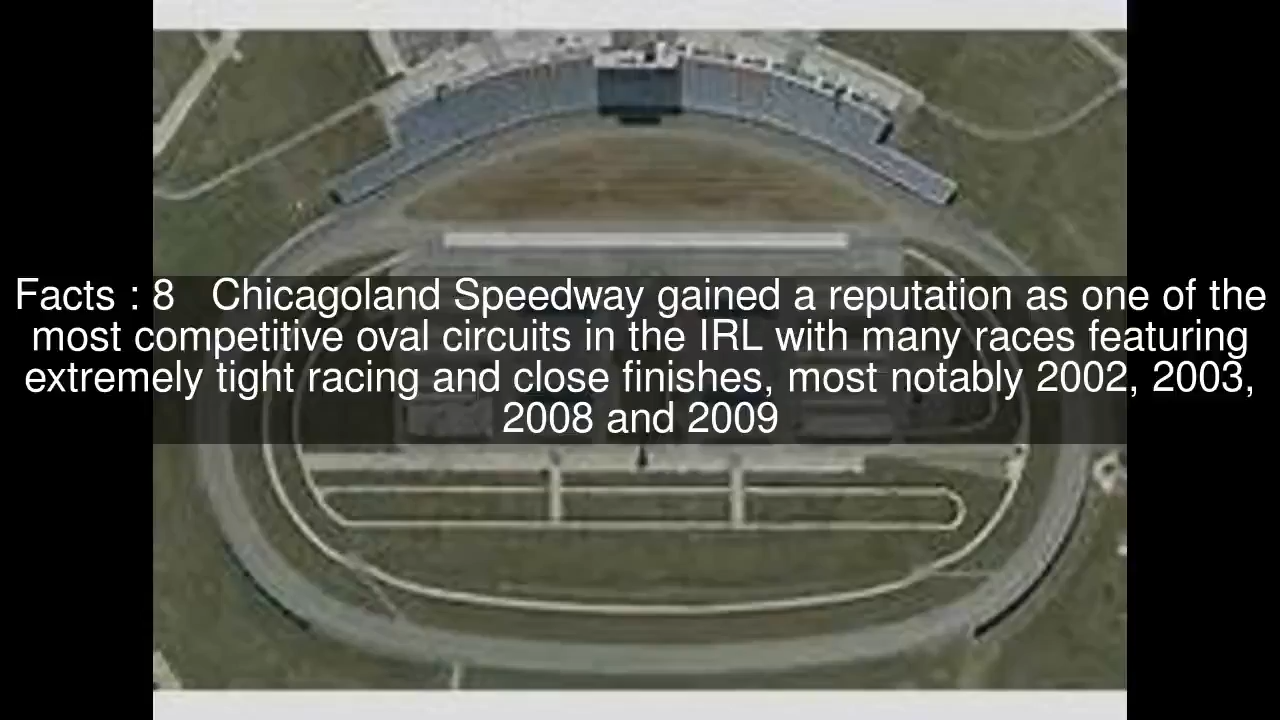 Facts : 8   Chicagoland Speedway gained a reputation as one of the
most competitive oval circuits in the IRL with many races featuring
extremely tight racing and close finishes, most notably 2002, 2003,
2008 and 2009